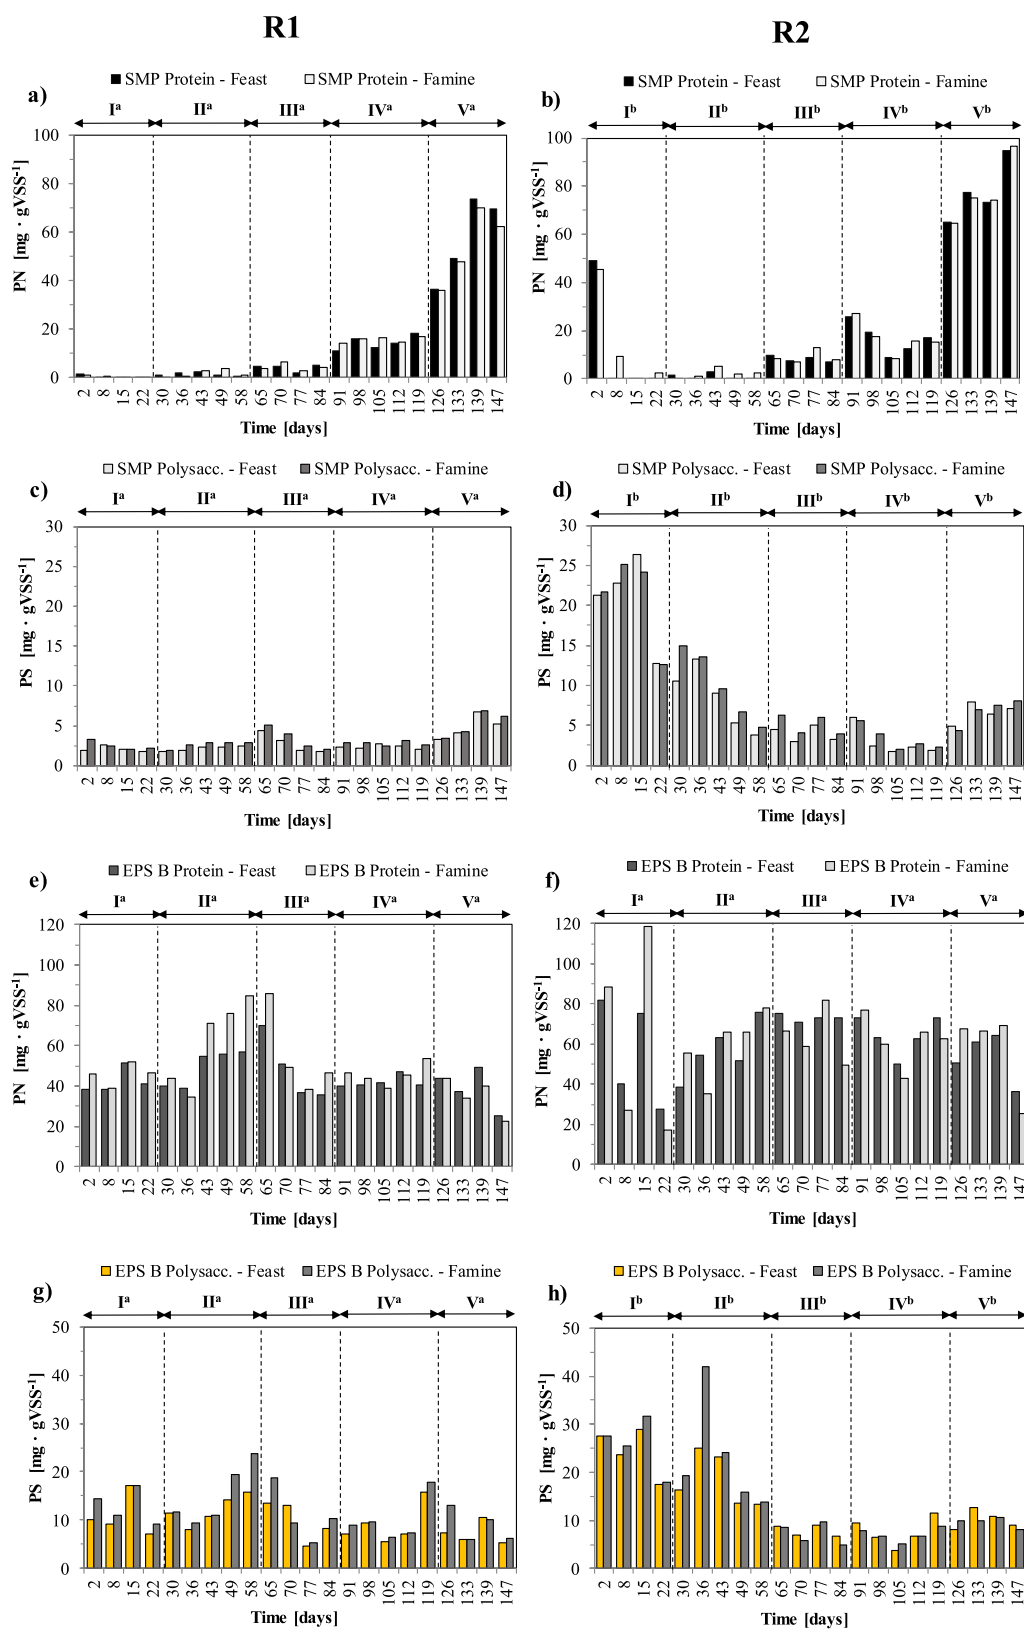 R1
R2
SMP Protein - Feast SMP Protein - Famine
a)
Iᵃ IIᵃ IIIᵃ IVᵃ Vᵃ
PN [mg · gVSS⁻¹]
100
80
60
40
20
0
2 8 15 22 30 36 43 49 58 65 70 77 84 91 98 105 112 119 126 133 139 147
Time [days]
SMP Protein - Feast SMP Protein - Famine
b)
Iᵇ IIᵇ IIIᵇ IVᵇ Vᵇ
PN [mg · gVSS⁻¹]
100
80
60
40
20
0
2 8 15 22 30 36 43 49 58 65 70 77 84 91 98 105 112 119 126 133 139 147
Time [days]
SMP Polysacc. - Feast SMP Polysacc. - Famine
c)
Iᵃ IIᵃ IIIᵃ IVᵃ Vᵃ
PS [mg · gVSS⁻¹]
30
25
20
15
10
5
0
2 8 15 22 30 36 43 49 58 65 70 77 84 91 98 105 112 119 126 133 139 147
Time [days]
SMP Polysacc. - Feast SMP Polysacc. - Famine
d)
Iᵇ IIᵇ IIIᵇ IVᵇ Vᵇ
PS [mg · gVSS⁻¹]
30
25
20
15
10
5
0
2 8 15 22 30 36 43 49 58 65 70 77 84 91 98 105 112 119 126 133 139 147
Time [days]
EPS B Protein - Feast EPS B Protein - Famine
e)
Iᵃ IIᵃ IIIᵃ IVᵃ Vᵃ
PN [mg · gVSS⁻¹]
120
100
80
60
40
20
0
2 8 15 22 30 36 43 49 58 65 70 77 84 91 98 105 112 119 126 133 139 147
Time [days]
EPS B Protein - Feast EPS B Protein - Famine
f)
Iᵃ IIᵃ IIIᵃ IVᵃ Vᵃ
PN [mg · gVSS⁻¹]
120
100
80
60
40
20
0
2 8 15 22 30 36 43 49 58 65 70 77 84 91 98 105 112 119 126 133 139 147
Time [days]
EPS B Polysacc. - Feast EPS B Polysacc. - Famine
g)
Iᵃ IIᵃ IIIᵃ IVᵃ Vᵃ
PS [mg · gVSS⁻¹]
50
40
30
20
10
0
2 8 15 22 30 36 43 49 58 65 70 77 84 91 98 105 112 119 126 133 139 147
Time [days]
EPS B Polysacc. - Feast EPS B Polysacc. - Famine
h)
Iᵇ IIᵇ IIIᵇ IVᵇ Vᵇ
PS [mg · gVSS⁻¹]
50
40
30
20
10
0
2 8 15 22 30 36 43 49 58 65 70 77 84 91 98 105 112 119 126 133 139 147
Time [days]